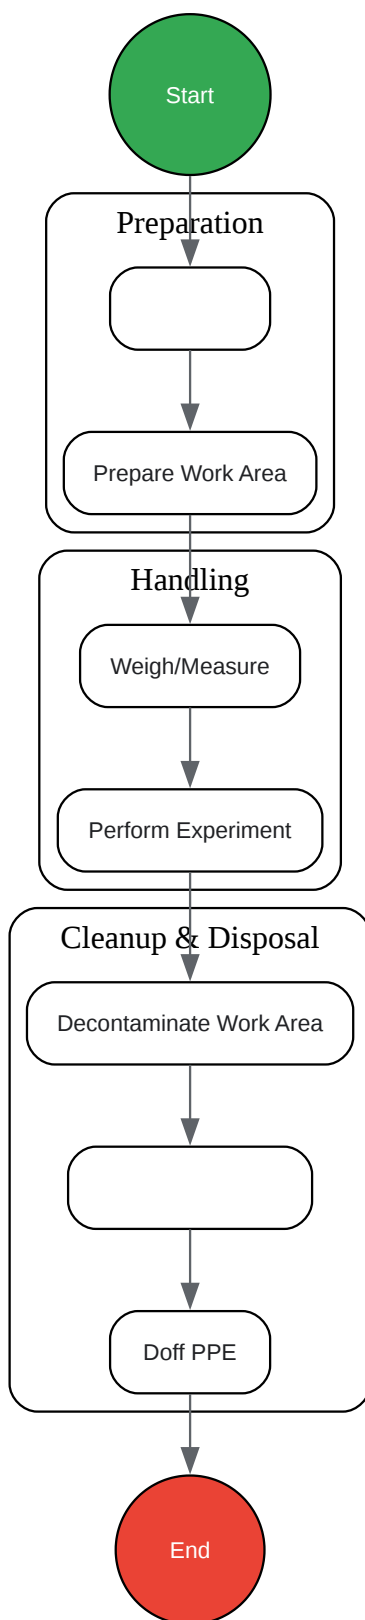 Start
Preparation
Prepare Work Area
Handling
Weigh/Measure
Perform Experiment
Cleanup & Disposal
Decontaminate Work Area
Doff PPE
End